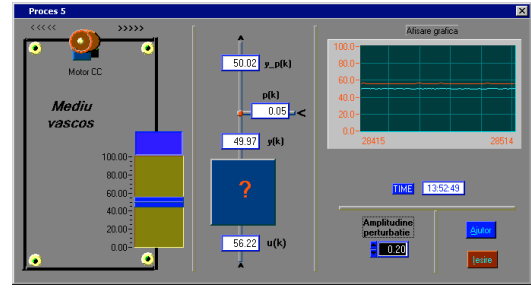 Proces 5
<<<<<
>>>>>
Motor CC
Mediu
vascos
100.00
80.00
60.00
40.00
20.00
0.00
50.02 y_p(k)
p(k)
0.05 <
49.97 y(k)
?
56.22 u(k)
Afisare grafica
100.0
80.0
60.0
40.0
20.0
0.0
28415 28514
TIME 13:52:49
Amplitudine
perturbatie
0.20
Ajutor
Iesire